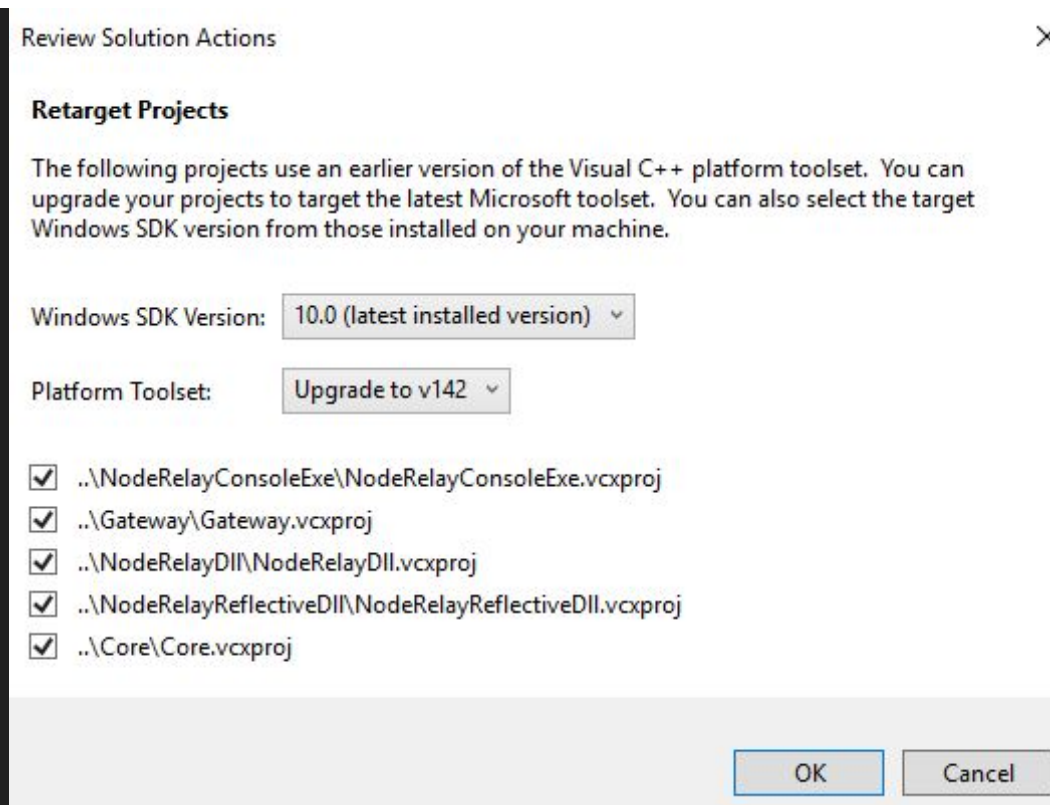 Review Solution Actions
Retarget Projects
The following projects use an earlier version of the Visual C++ platform toolset.  You can
upgrade your projects to target the latest Microsoft toolset.  You can also select the target
Windows SDK version from those installed on your machine.
Windows SDK Version: 10.0 (latest installed version)
Platform Toolset: Upgrade to v142
..\NodeRelayConsoleExe\NodeRelayConsoleExe.vcxproj
..\Gateway\Gateway.vcxproj
..\NodeRelayDll\NodeRelayDll.vcxproj
..\NodeRelayReflectiveDll\NodeRelayReflectiveDll.vcxproj
..\Core\Core.vcxproj
OK Cancel